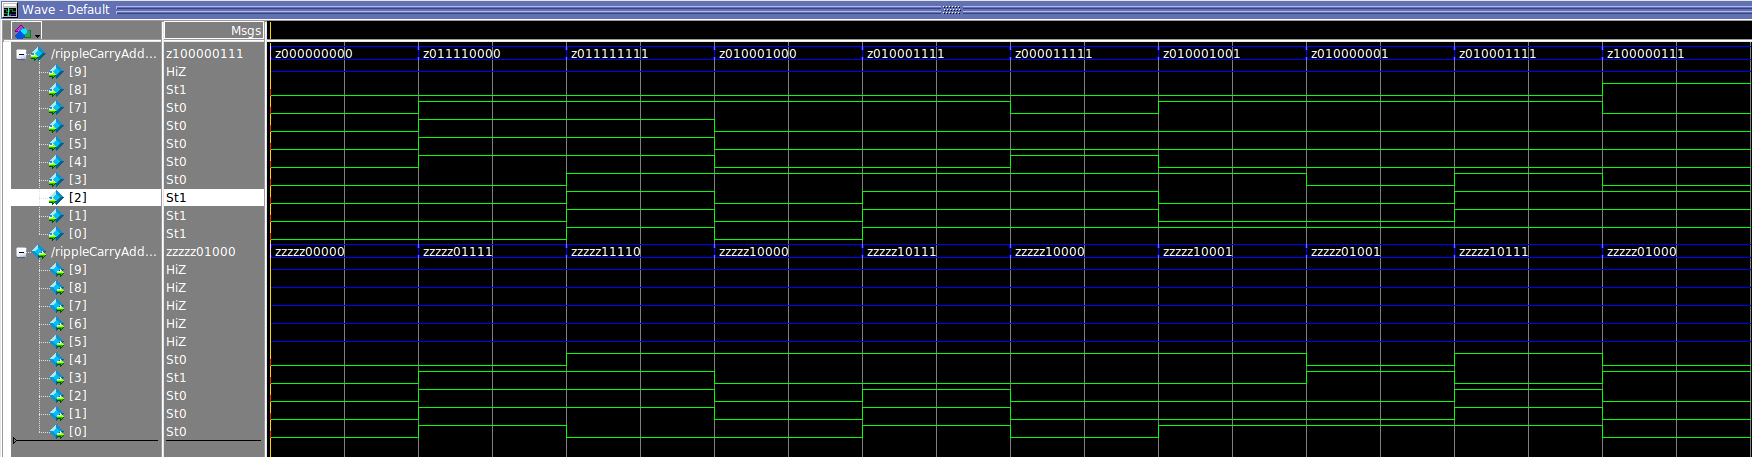 Wave - Default
Msgs
/rippleCarryAdd... z100000111 z000000000 z011110000 z011111111 z010001000 z010001111 z000011111 z010001001 z010000001 z010001111 z100000111
[9] HiZ
[8] St1
[7] St0
[6] St0
[5] St0
[4] St0
[3] St0
[2] St1
[1] St1
[0] St1
/rippleCarryAdd... zzzzz01000 zzzzz00000 zzzzz01111 zzzzz11110 zzzzz10000 zzzzz10111 zzzzz10000 zzzzz10001 zzzzz01001 zzzzz10111 zzzzz01000
[9] HiZ
[8] HiZ
[7] HiZ
[6] HiZ
[5] HiZ
[4] St0
[3] St1
[2] St0
[1] St0
[0] St0